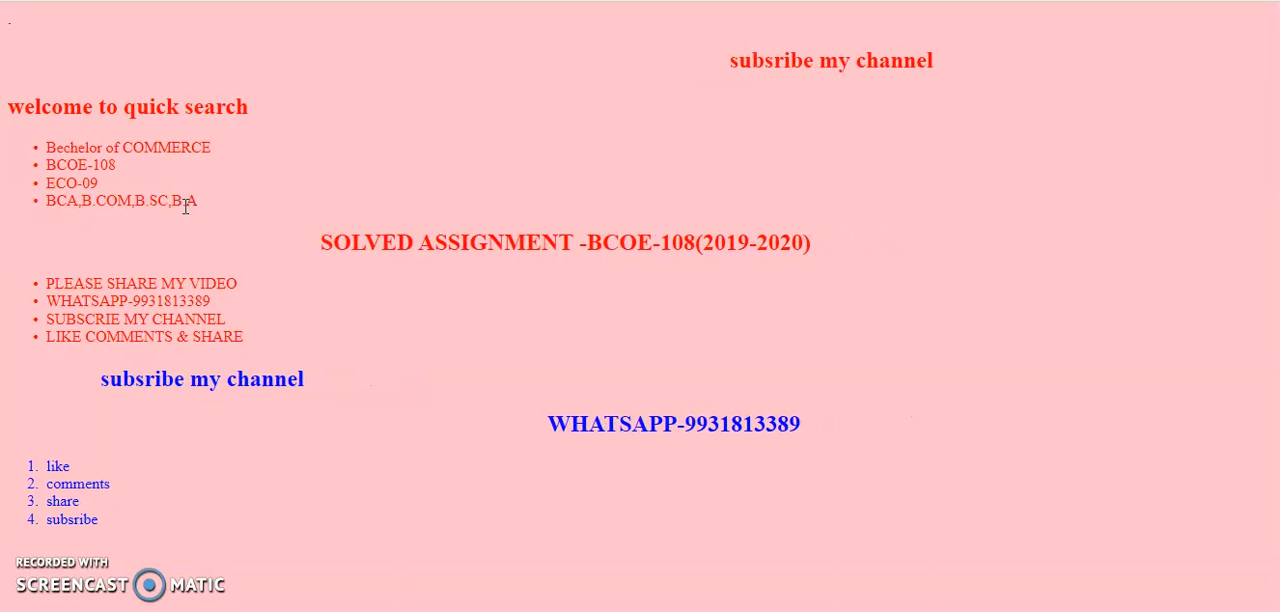 subsribe my channel
welcome to quick search
• Bechelor of COMMERCE
• BCOE-108
• ECO-09
• BCA,B.COM,B.SC,B.A
SOLVED ASSIGNMENT -BCOE-108(2019-2020)
• PLEASE SHARE MY VIDEO
• WHATSAPP-9931813389
• SUBSCRIE MY CHANNEL
• LIKE COMMENTS & SHARE
subsribe my channel
WHATSAPP-9931813389
1. like
2. comments
3. share
4. subsribe
RECORDED WITH
SCREENCAST MATIC